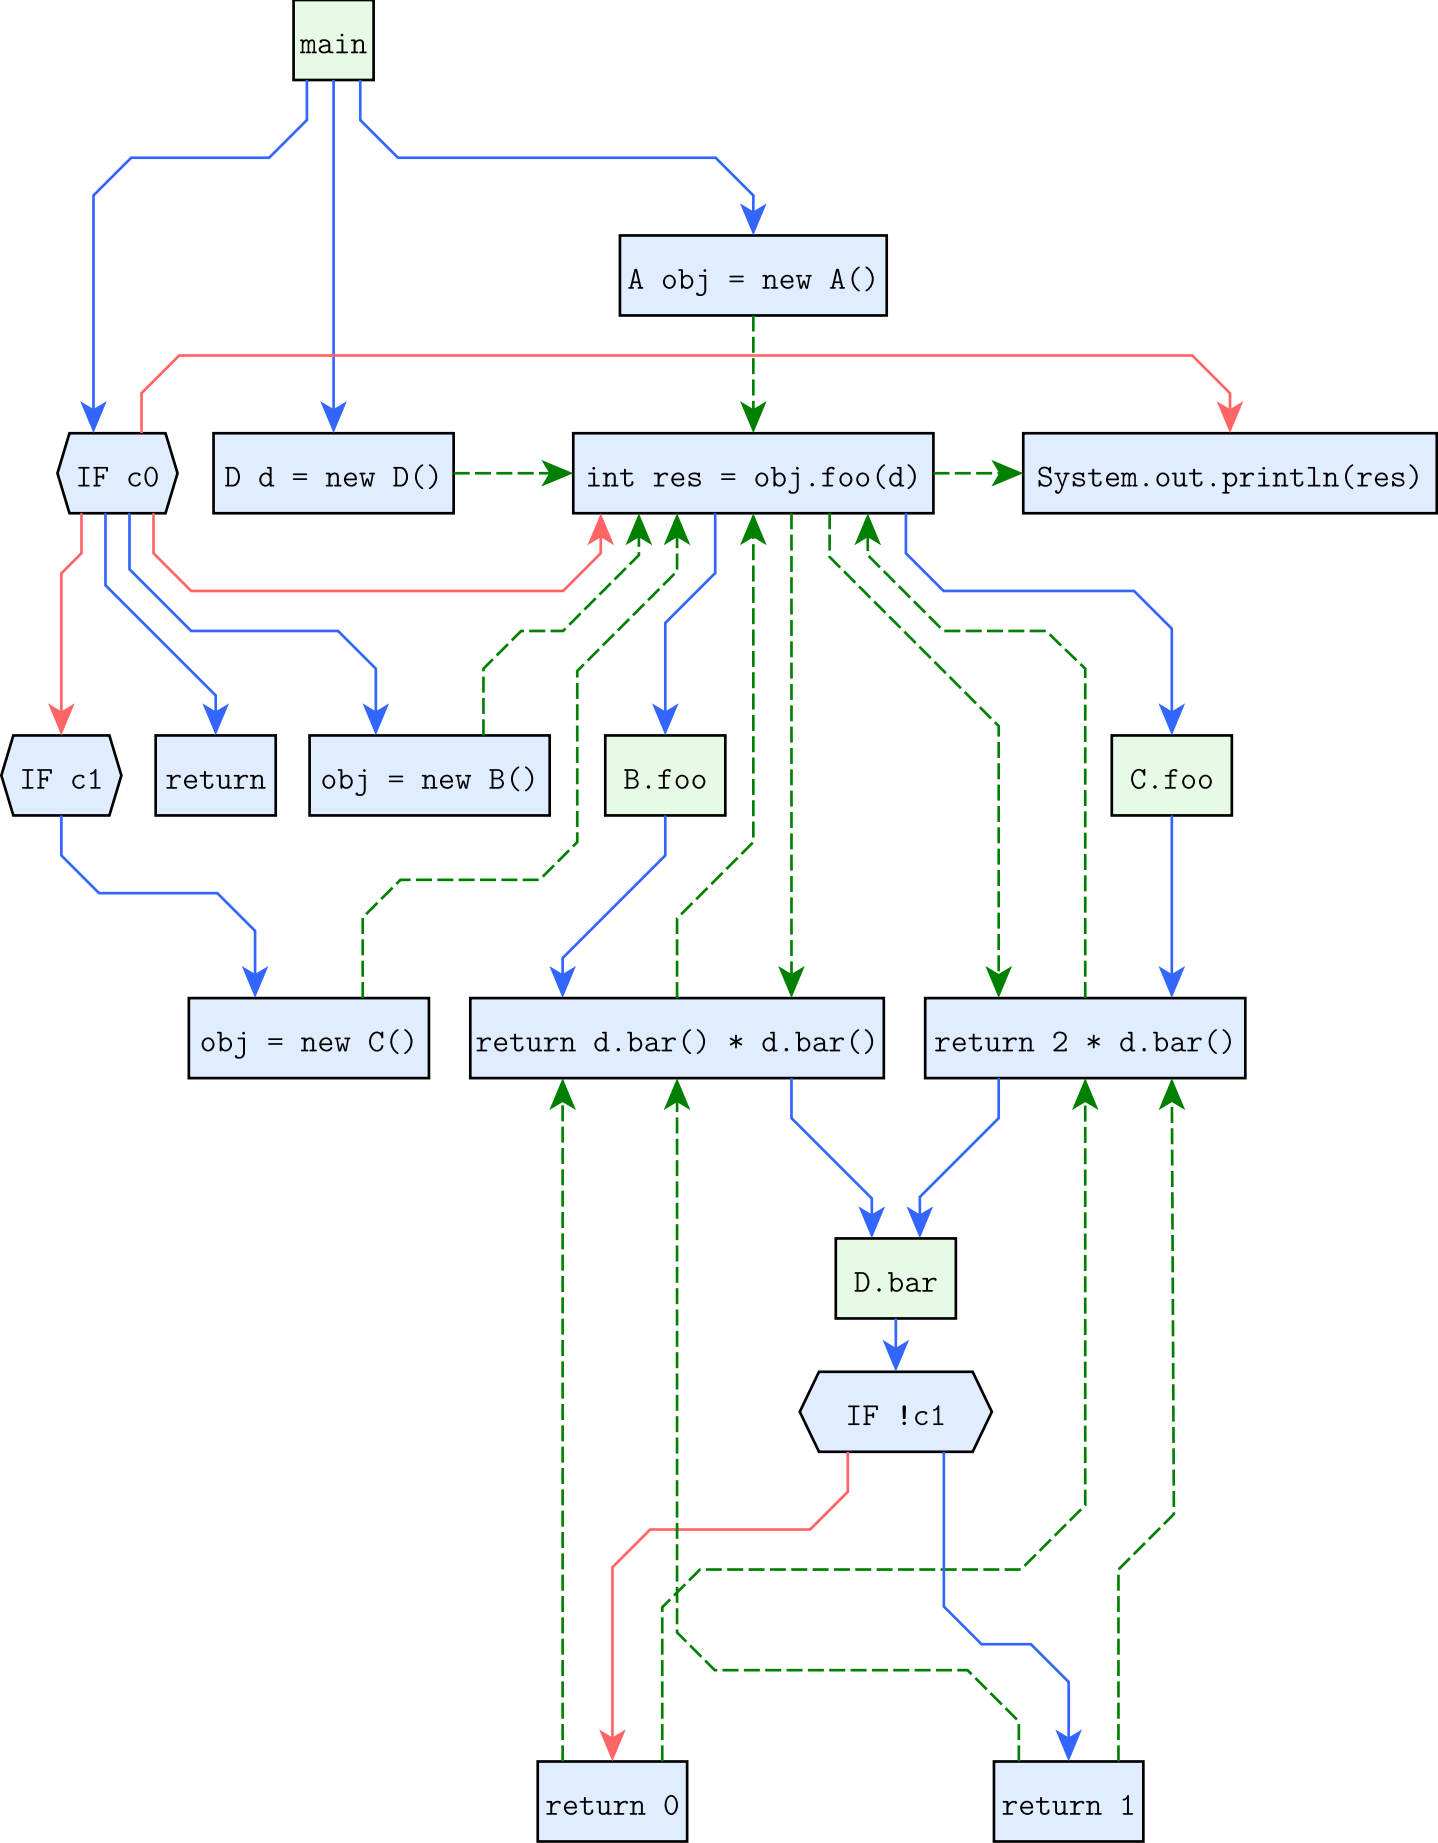 main
A obj = new A()
IF c0
D d = new D()
int res = obj.foo(d)
System.out.println(res)
IF c1
return
obj = new B()
B.foo
C.foo
obj = new C()
return d.bar() * d.bar()
return 2 * d.bar()
D.bar
IF !c1
return 0
return 1